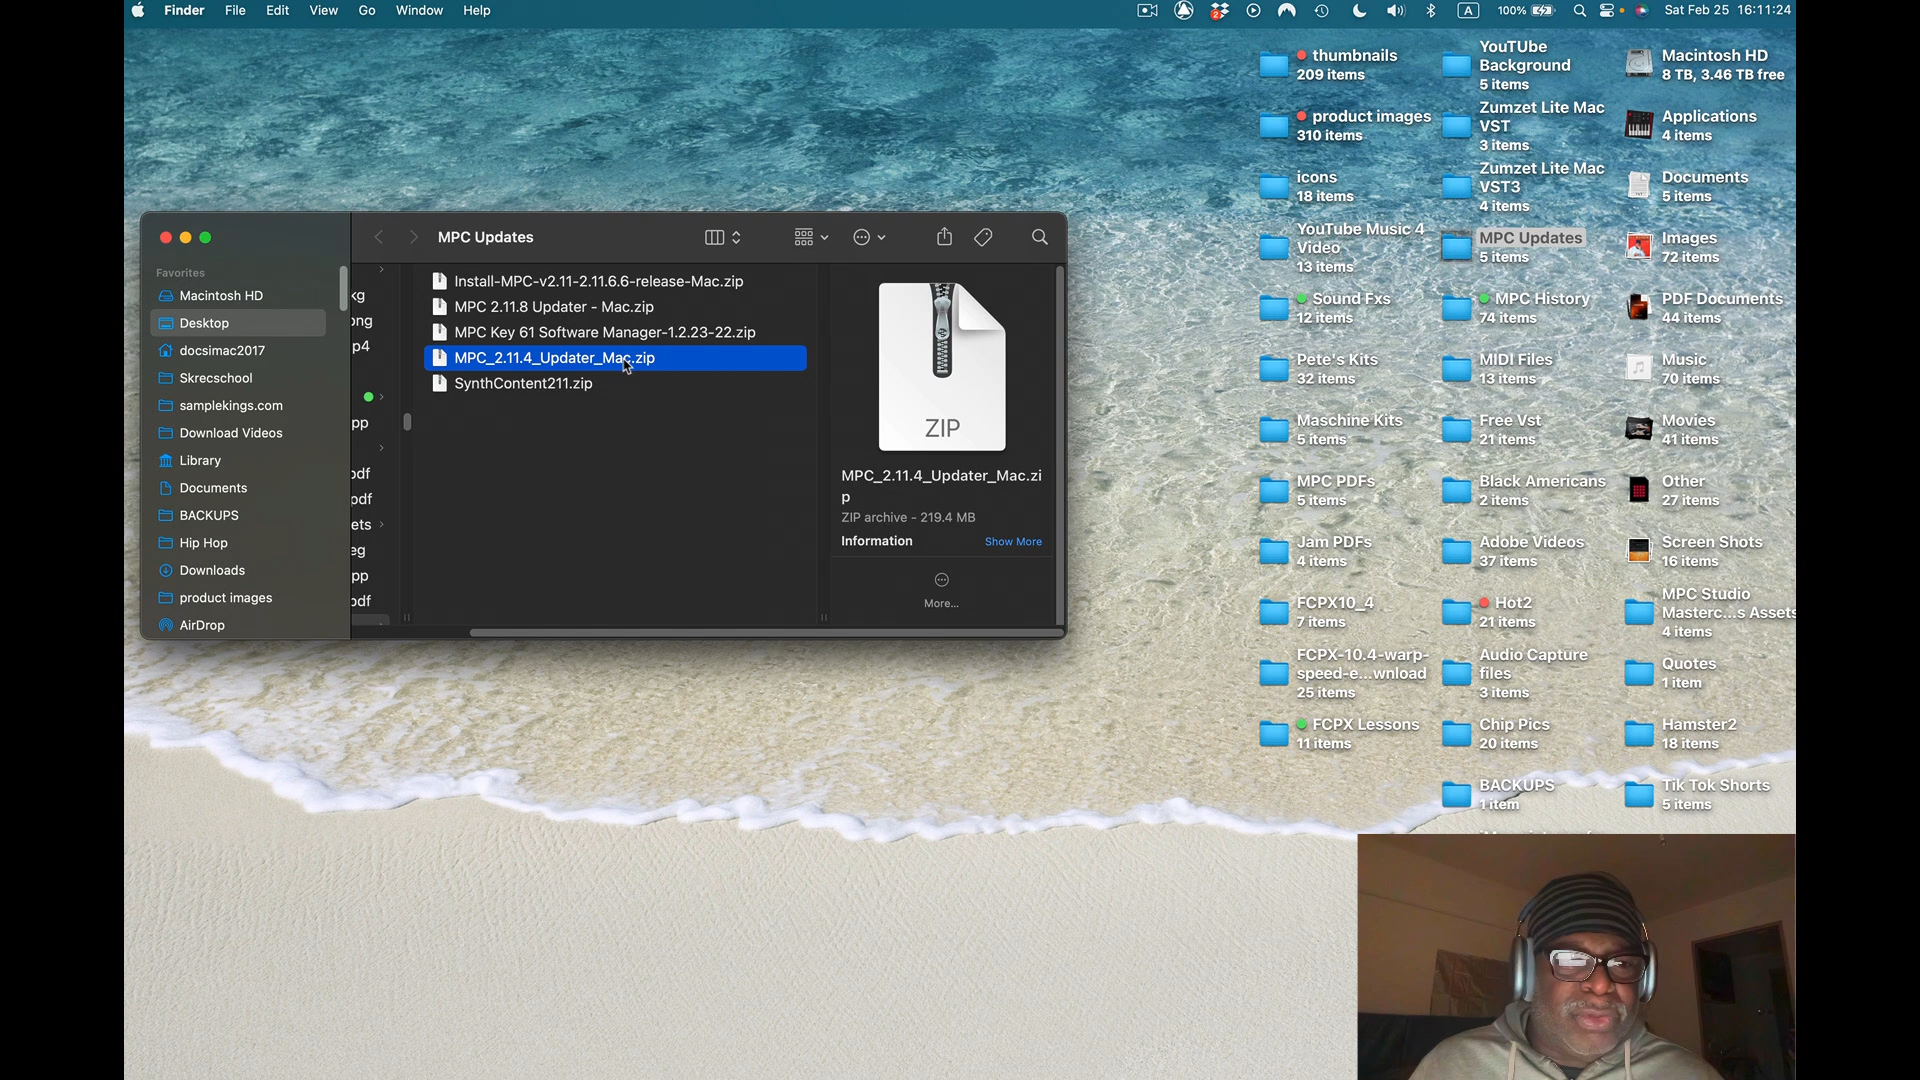 Finder File Edit View Go Window Help
2 A 100% Sat Feb 25 16:11:24
MPC Updates
Favorites
Macintosh HD
Desktop
docsimac2017
Skrecschool
samplekings.com
Download Videos
Library
Documents
BACKUPS
Hip Hop
Downloads
product images
AirDrop
kg
png
p4
pp
pdf
pdf
ets
eg
pp
pdf
Install-MPC-v2.11-2.11.6.6-release-Mac.zip
MPC 2.11.8 Updater - Mac.zip
MPC Key 61 Software Manager-1.2.23-22.zip
MPC_2.11.4_Updater_Mac.zip
SynthContent211.zip
ZIP
MPC_2.11.4_Updater_Mac.zi
p
ZIP archive - 219.4 MB
Information Show More
More...
thumbnails
209 items
product images
310 items
icons
18 items
YouTube Music 4
Video
13 items
Sound Fxs
12 items
Pete's Kits
32 items
Maschine Kits
5 items
MPC PDFs
5 items
Jam PDFs
4 items
FCPX10_4
7 items
FCPX-10.4-warp-
speed-e...wnload
25 items
FCPX Lessons
11 items
YouTUbe
Background
5 items
Zumzet Lite Mac
VST
3 items
Zumzet Lite Mac
VST3
4 items
MPC Updates
5 items
MPC History
74 items
MIDI Files
13 items
Free Vst
21 items
Black Americans
2 items
Adobe Videos
37 items
Hot2
21 items
Audio Capture
files
3 items
Chip Pics
20 items
BACKUPS
1 item
Macintosh HD
8 TB, 3.46 TB free
Applications
4 items
Documents
5 items
Images
72 items
PDF Documents
44 items
Music
70 items
Movies
41 items
Other
27 items
Screen Shots
16 items
MPC Studio
Masterc...s Assets
4 items
Quotes
1 item
Hamster2
18 items
Tik Tok Shorts
5 items